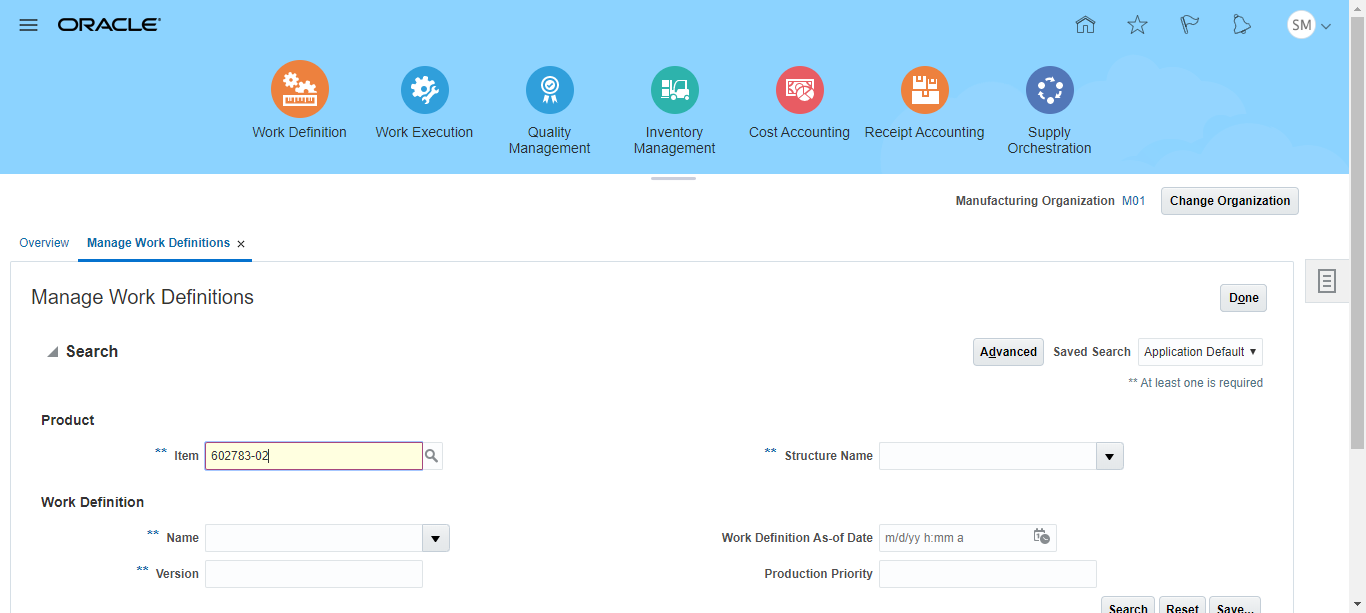 ORACLE
SM
Work Definition
Work Execution
Quality
Management
Inventory
Management
Cost Accounting
Receipt Accounting
Supply
Orchestration
Manufacturing Organization M01 Change Organization
Overview Manage Work Definitions ×
Manage Work Definitions Done
Search Advanced Saved Search Application Default
** At least one is required
Product
** Item 602783-02 ** Structure Name
Work Definition
** Name Work Definition As-of Date m/d/yy h:mm a
** Version Production Priority
Search Reset Save...